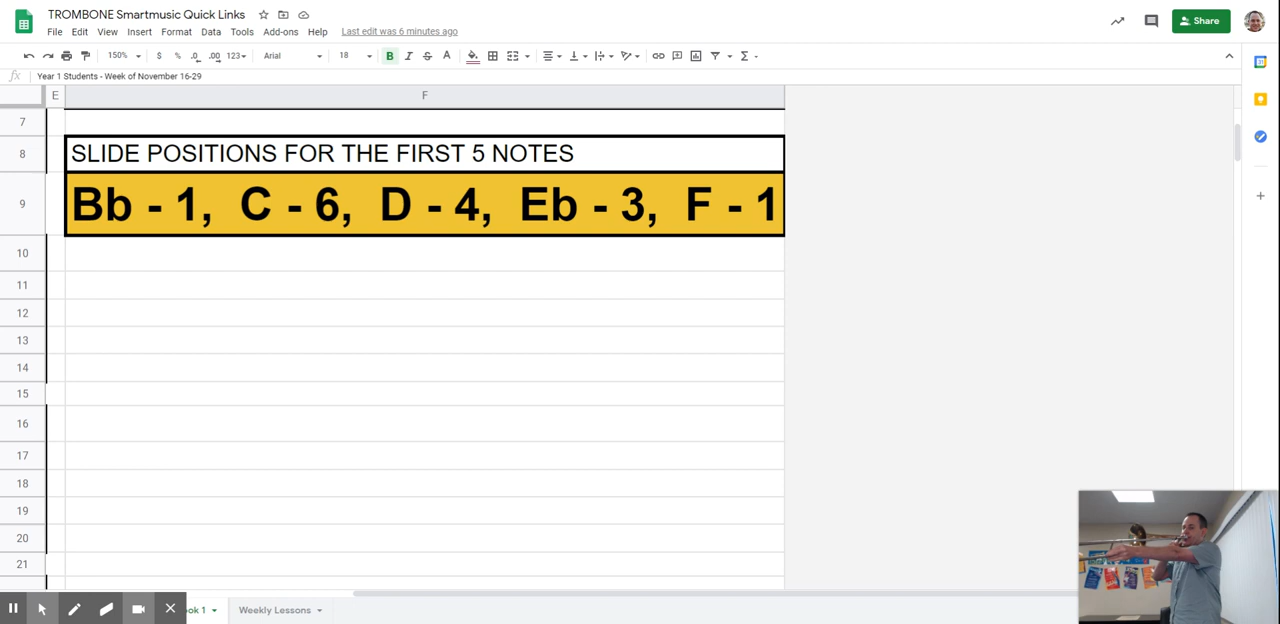 TROMBONE Smartmusic Quick Links
File Edit View Insert Format Data Tools Add-ons Help Last edit was 6 minutes ago
Share
150% $ % .0 .00 123 Arial 18 B I S A
fx Year 1 Students - Week of November 16-29
E F
7
8 SLIDE POSITIONS FOR THE FIRST 5 NOTES
9 Bb - 1, C - 6, D - 4, Eb - 3, F - 1
10
11
12
13
14
15
16
17
18
19
20
21
ok 1 Weekly Lessons